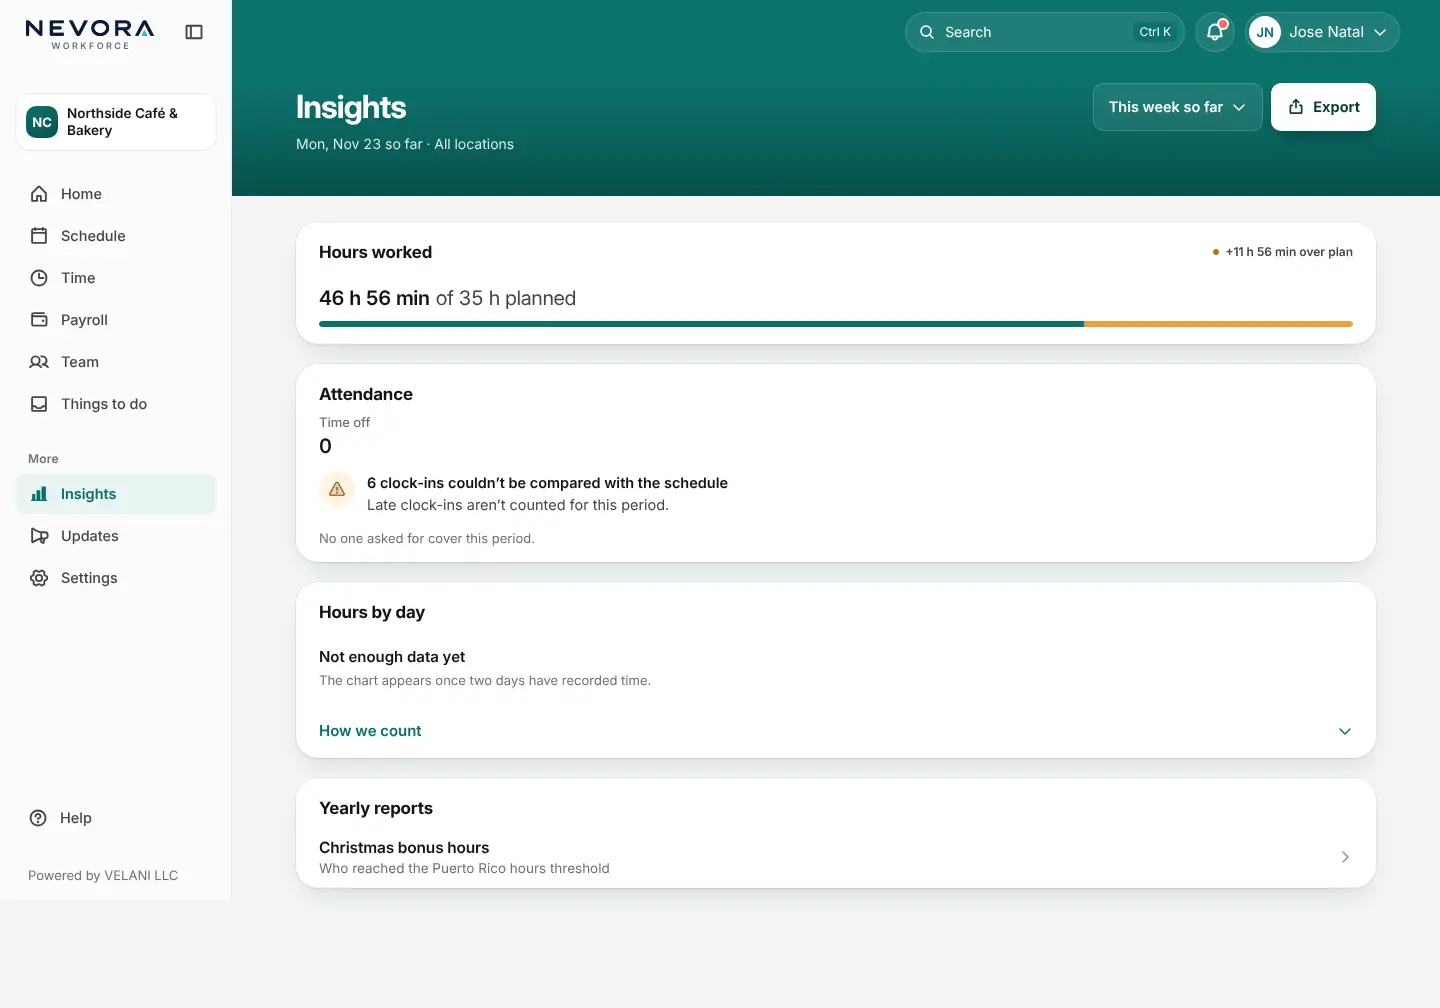 NEVORA
WORKFORCE
Search
Ctrl K
JN
Jose Natal
NC
Northside Café &
Bakery
Insights
Mon, Nov 23 so far · All locations
This week so far
Export
Home
Schedule
Time
Payroll
Team
Things to do
More
Insights
Updates
Settings
Help
Powered by VELANI LLC
Hours worked
+11 h 56 min over plan
46 h 56 min of 35 h planned
Attendance
Time off
0
6 clock-ins couldn’t be compared with the schedule
Late clock-ins aren’t counted for this period.
No one asked for cover this period.
Hours by day
Not enough data yet
The chart appears once two days have recorded time.
How we count
Yearly reports
Christmas bonus hours
Who reached the Puerto Rico hours threshold